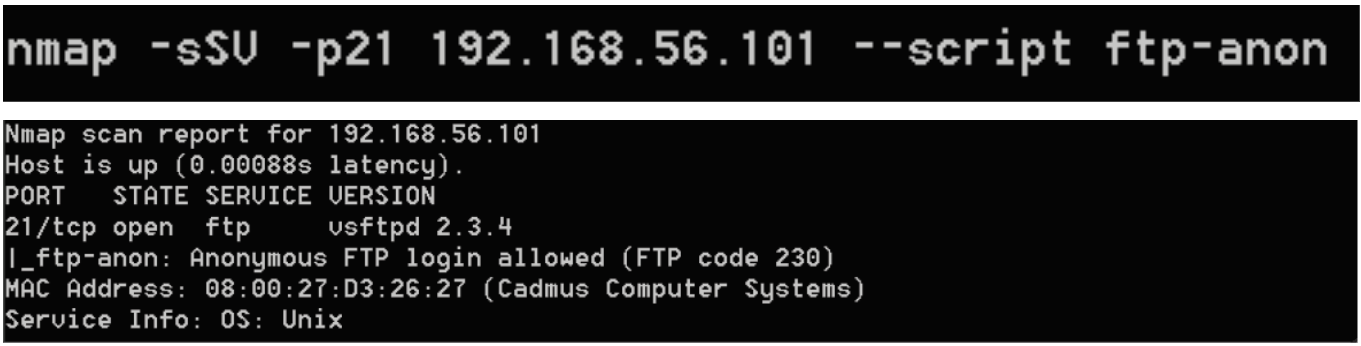 nmap -sSV -p21 192.168.56.101 --script ftp-anon
Nmap scan report for 192.168.56.101
Host is up (0.00088s latency).
PORT   STATE SERVICE VERSION
21/tcp open  ftp     vsftpd 2.3.4
|_ftp-anon: Anonymous FTP login allowed (FTP code 230)
MAC Address: 08:00:27:D3:26:27 (Cadmus Computer Systems)
Service Info: OS: Unix